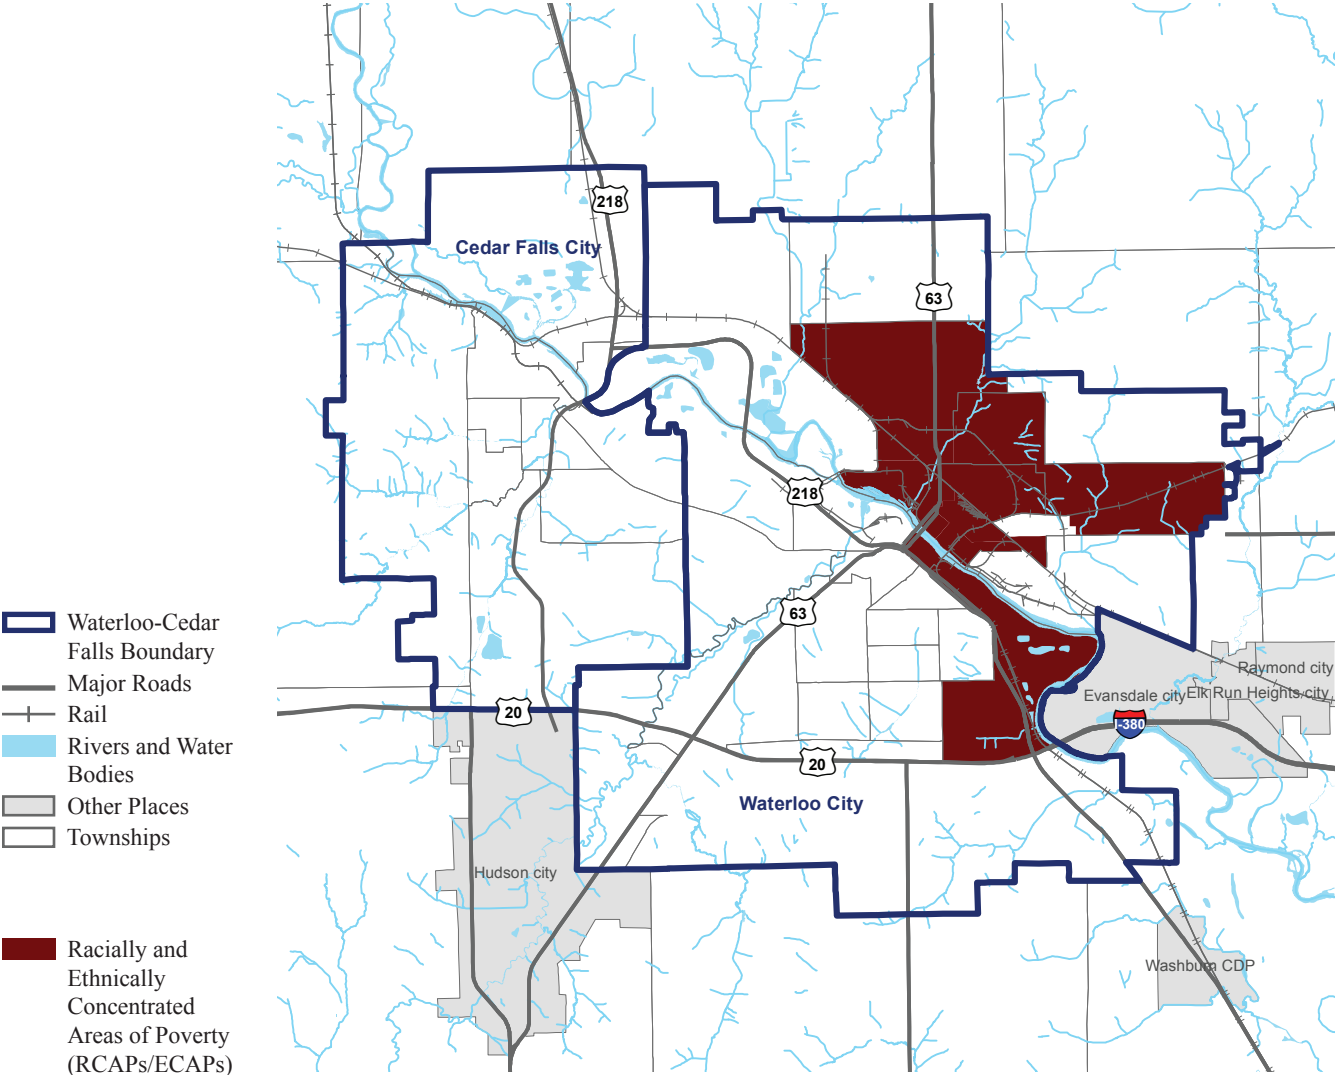 218
Cedar Falls City
63
218
63
Waterloo-Cedar
Falls Boundary
Major Roads
Rail
Rivers and Water
Bodies
Other Places
Townships
Raymond city
Evansdale city
Elk Run Heights city
20
I-380
20
Waterloo City
Hudson city
Racially and
Ethnically
Concentrated
Areas of Poverty
(RCAPs/ECAPs)
Washburn CDP